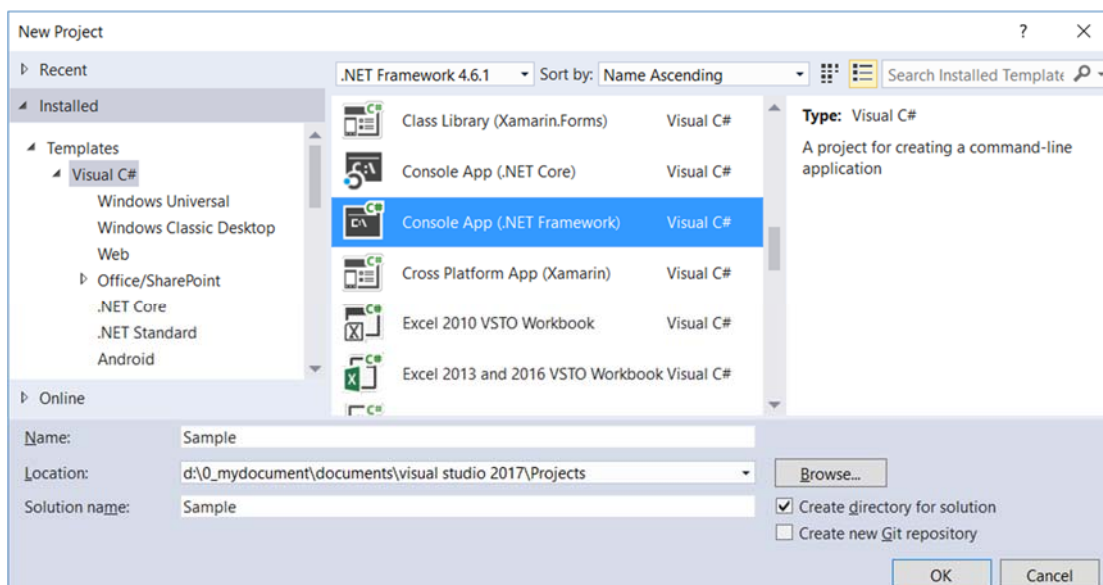 New Project
Recent
.NET Framework 4.6.1 Sort by: Name Ascending Search Installed Template
Installed
Templates
Visual C#
Windows Universal
Windows Classic Desktop
Web
Office/SharePoint
.NET Core
.NET Standard
Android
Online
Class Library (Xamarin.Forms) Visual C#
Console App (.NET Core) Visual C#
Console App (.NET Framework) Visual C#
Cross Platform App (Xamarin) Visual C#
Excel 2010 VSTO Workbook Visual C#
Excel 2013 and 2016 VSTO Workbook Visual C#
Type: Visual C#
A project for creating a command-line
application
Name: Sample
Location: d:\0_mydocument\documents\visual studio 2017\Projects Browse...
Solution name: Sample
Create directory for solution
Create new Git repository
OK Cancel